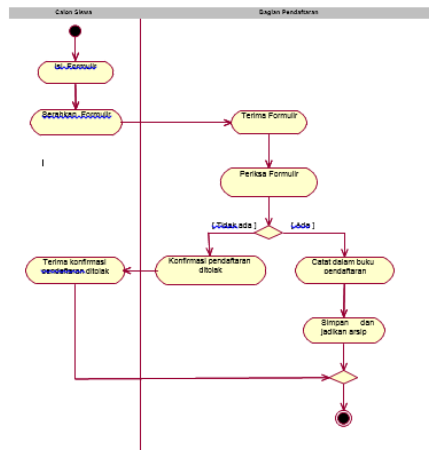 Calon Siswa
Bagian Pendaftaran
Isi Formulir
Serahkan Formulir
Terima Formulir
Periksa Formulir
[ Tidak ada ]
[ Ada ]
Terima konfirmasi
pendaftaran ditolak
Konfirmasi pendaftaran
ditolak
Catat dalam buku
pendaftaran
Simpan dan
jadikan arsip